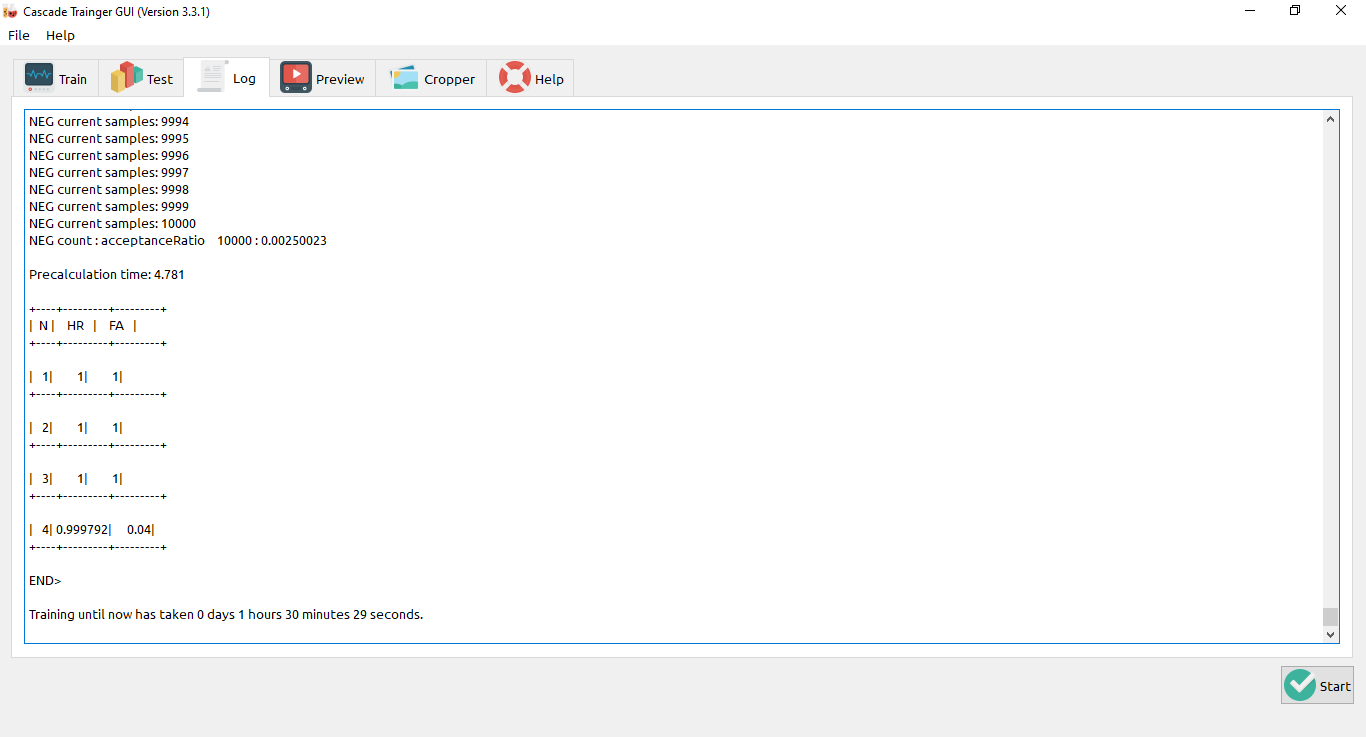 Cascade Trainger GUI (Version 3.3.1)
File Help
Train Test Log Preview Cropper Help
NEG current samples: 9994
NEG current samples: 9995
NEG current samples: 9996
NEG current samples: 9997
NEG current samples: 9998
NEG current samples: 9999
NEG current samples: 10000
NEG count : acceptanceRatio 10000 : 0.00250023
Precalculation time: 4.781
+----+---------+---------+
| N | HR | FA |
+----+---------+---------+
| 1| 1| 1|
+----+---------+---------+
| 2| 1| 1|
+----+---------+---------+
| 3| 1| 1|
+----+---------+---------+
| 4| 0.999792| 0.04|
+----+---------+---------+
END>
Training until now has taken 0 days 1 hours 30 minutes 29 seconds.
Start